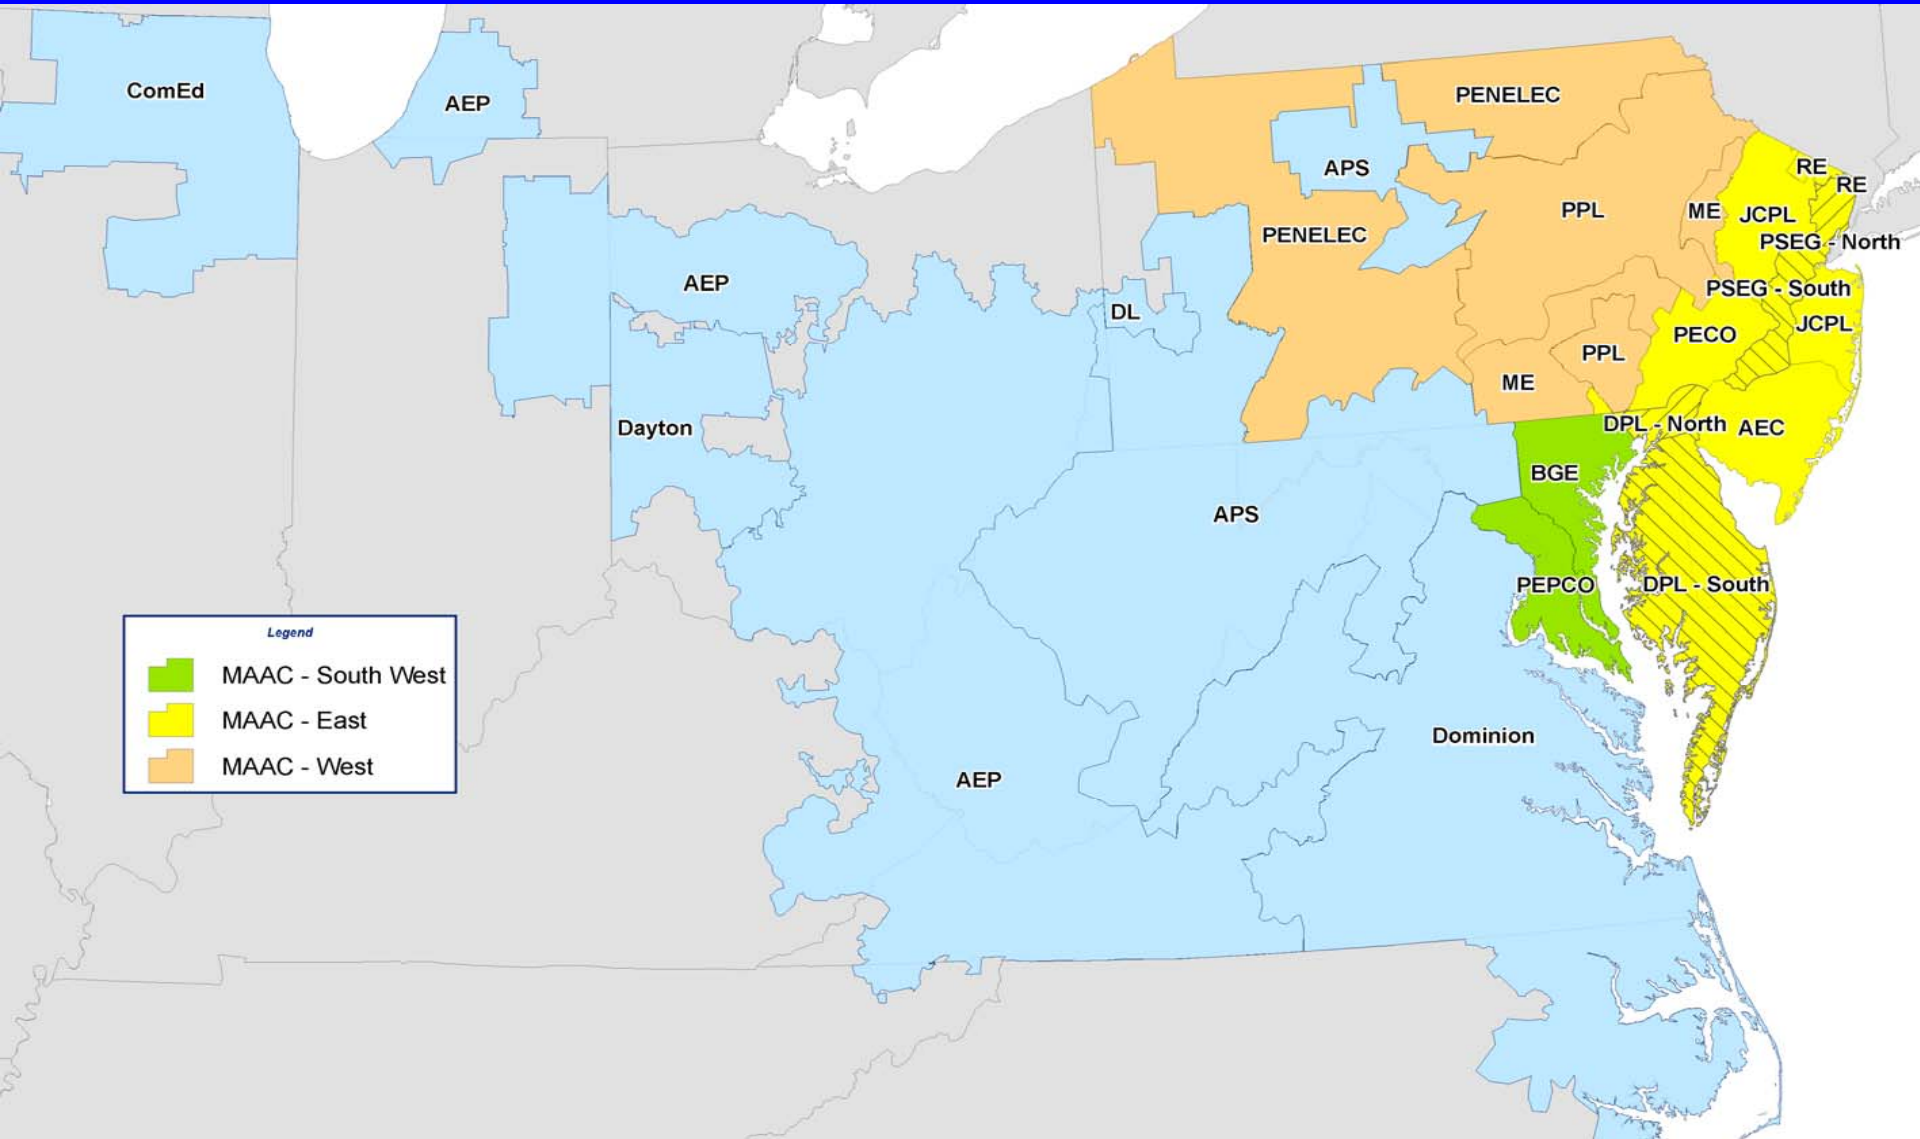 ComEd
AEP
PENELEC
APS
RE
RE
PPL
ME
JCPL
PENELEC
PSEG - North
AEP
PSEG - South
DL
JCPL
PECO
PPL
ME
Dayton
DPL - North
AEC
BGE
APS
PEPCO
DPL - South
Legend
MAAC - South West
MAAC - East
MAAC - West
Dominion
AEP